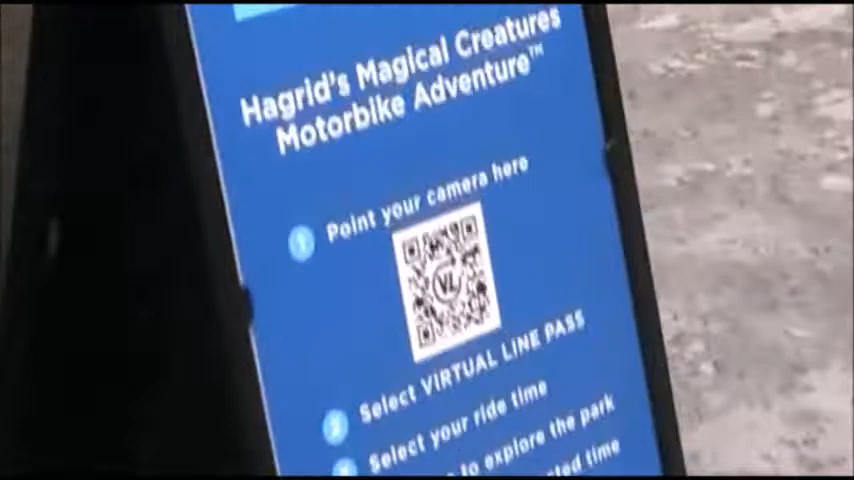 Hagrid's Magical Creatures
Motorbike Adventure™
1 Point your camera here
VL
2 Select VIRTUAL LINE PASS
Select your ride time
to explore the park
time